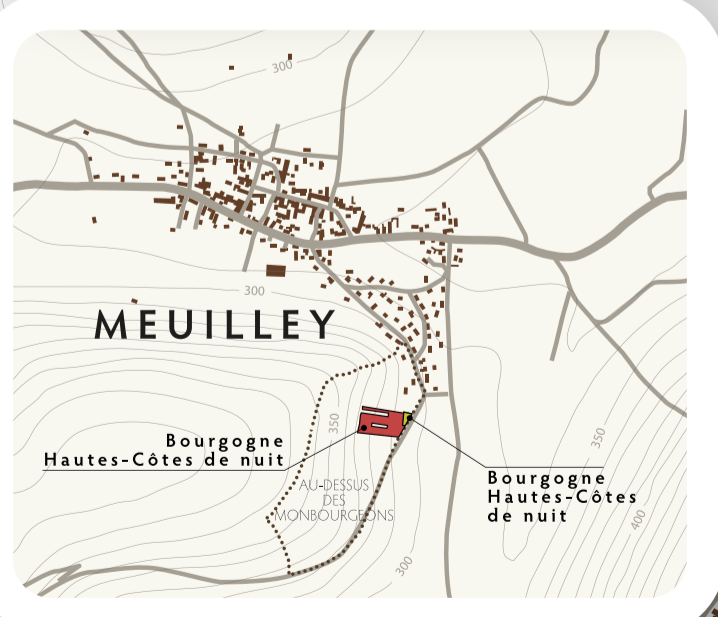 300
300
MEUILLEY
350
350
Bourgogne
Hautes-Côtes de nuit
Bourgogne
Hautes-Côtes
de nuit
AU-DESSUS
DES
MONBOURGEONS
400
300